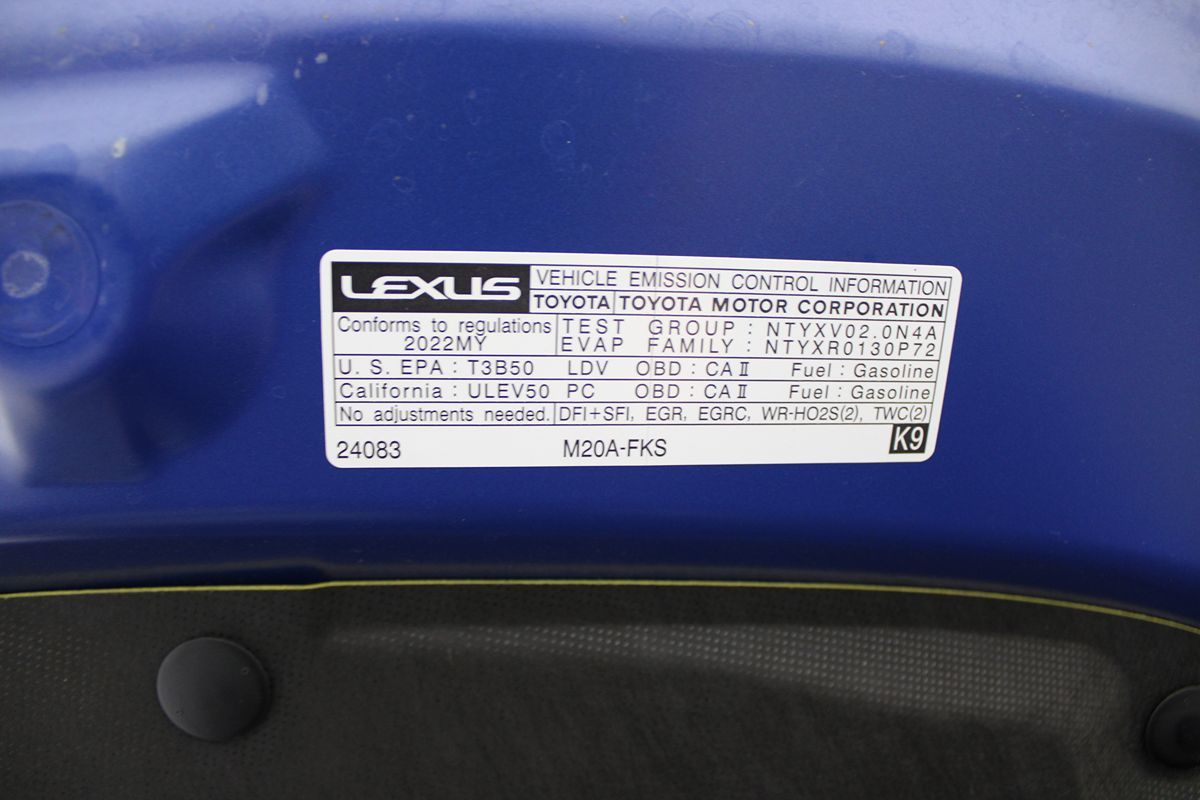 LEXUS VEHICLE EMISSION CONTROL INFORMATION
TOYOTA TOYOTA MOTOR CORPORATION
Conforms to regulations TEST GROUP : NTYXV02.0N4A
2022MY EVAP FAMILY : NTYXR0130P72
U. S. EPA : T3B50 LDV OBD : CA II Fuel : Gasoline
California : ULEV50 PC OBD : CA II Fuel : Gasoline
No adjustments needed. DFI+SFI, EGR, EGRC, WR-HO2S(2), TWC(2)
24083 M20A-FKS K9